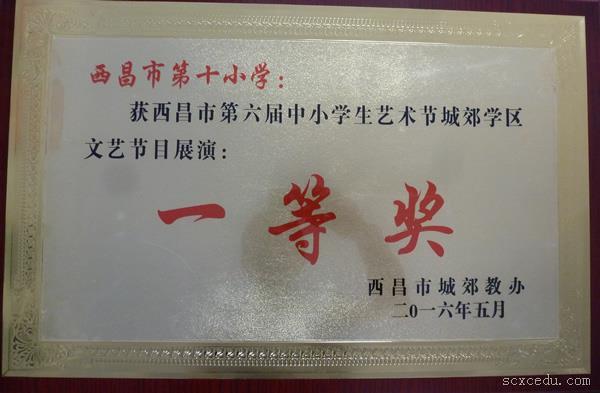 西昌市第十小学：
获西昌市第六届中小学生艺术节城郊学区
文艺节目展演：
一等奖
西昌市城郊教办
二0一六年五月
scxcedu.com